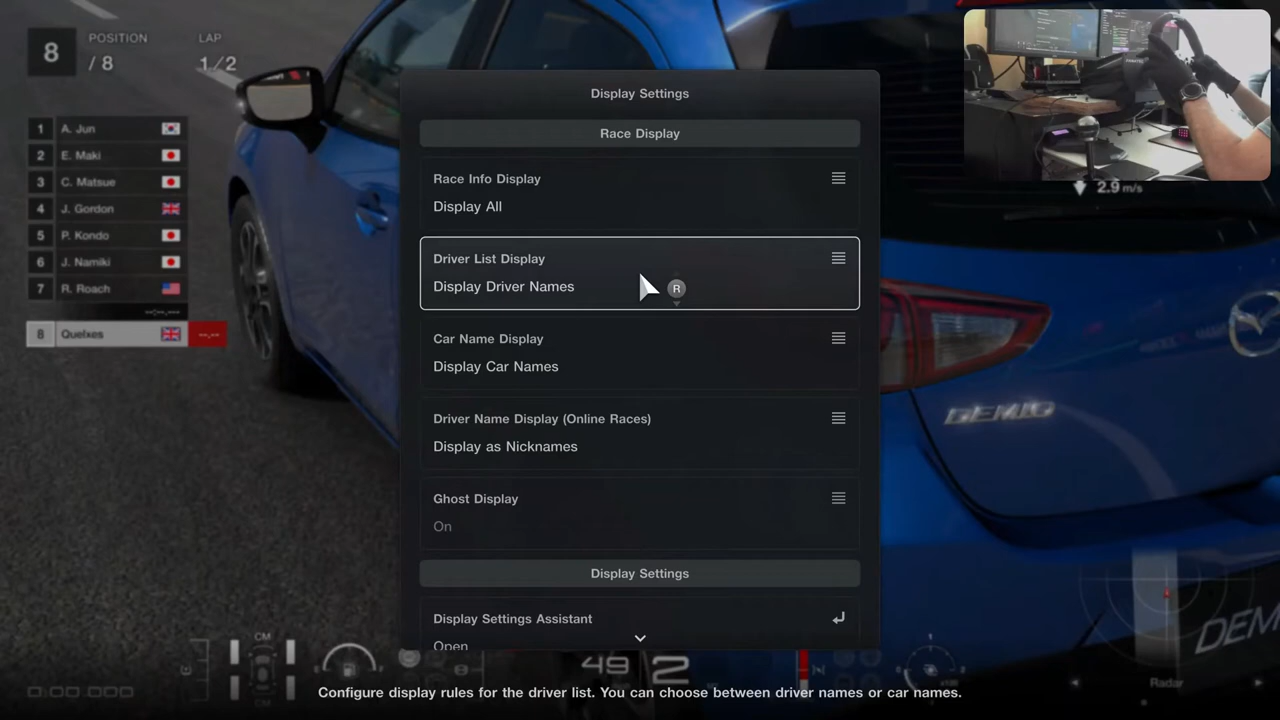 8
POSITION
/ 8
LAP
1/2
1 A. Jun
2 E. Maki
3 C. Matsue
4 J. Gordon
5 P. Kondo
6 J. Namiki
7 R. Roach
8 Quelxes
Display Settings
Race Display
Race Info Display
Display All
Driver List Display
Display Driver Names
R
Car Name Display
Display Car Names
Driver Name Display (Online Races)
Display as Nicknames
Ghost Display
On
Display Settings
Display Settings Assistant
Open
2.9 m/s
DEMIO
DEM
CM
49 2
Radar
Configure display rules for the driver list. You can choose between driver names or car names.